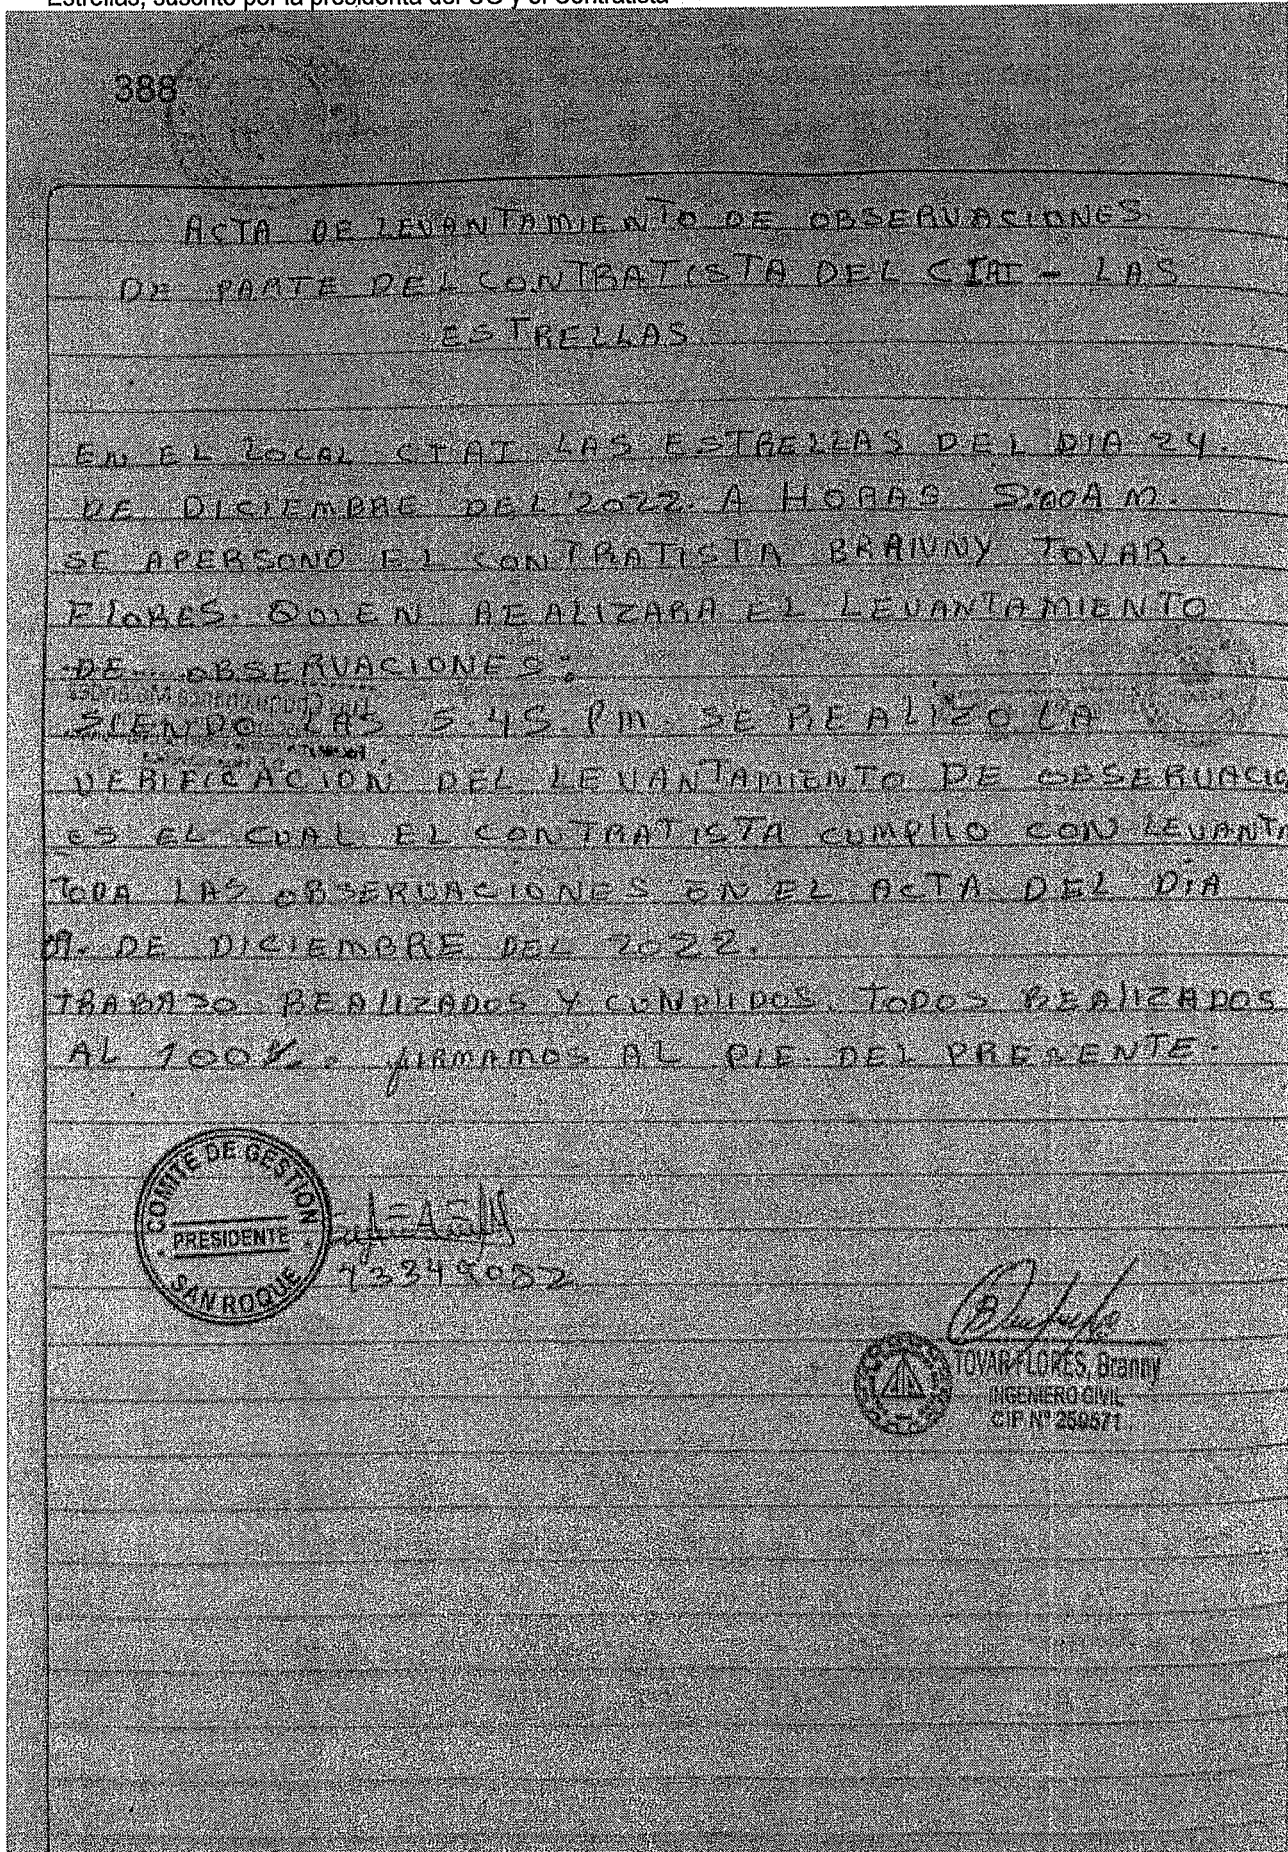 Estrellas, suscrito por la presidenta del CG y el Contratista
388
ACTA DE LEVANTAMIENTO DE OBSERVACIONES
DE PARTE DEL CONTRATISTA DEL CIAI - LAS
ESTRELLAS
EN EL LOCAL CIAI LAS ESTRELLAS DEL DIA 24.
DE DICIEMBRE DEL 2022. A HORAS :00 A M.
SE APERSONO EL CONTRATISTA BRANNY TOVAR.
FLORES. QUIEN REALIZARA EL LEVANTAMIENTO
DE OBSERVACIONES:
SIENDO LAS :45 PM. SE REALIZO LA
VERIFICACION DEL LEVANTAMIENTO DE OBSERVACIO
ES EL CUAL EL CONTRATISTA CUMPLIO CON LEVANTA
TODA LAS OBSERVACIONES EN EL ACTA DEL DIA
DE DICIEMBRE DEL 2022.
TRABAJO REALIZADOS Y CUMPLIDOS. TODOS REALIZADOS
AL 100%. FIRMAMOS AL PIE DEL PRESENTE.
COMITE DE GESTION
PRESIDENTE
SAN ROQUE
TOVAR FLORES, Branny
INGENIERO CIVIL
CIP N° 259571